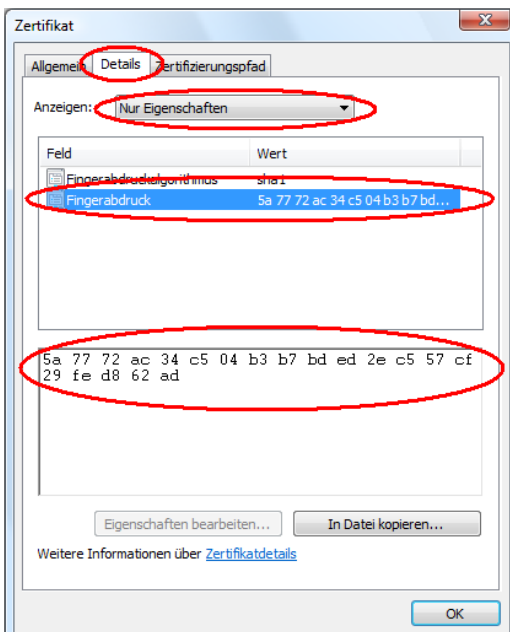 Zertifikat
Allgemein Details Zertifizierungspfad
Anzeigen: Nur Eigenschaften
Feld Wert
Fingerabdruckalgorithmus sha1
Fingerabdruck 5a 77 72 ac 34 c5 04 b3 b7 bd...
5a 77 72 ac 34 c5 04 b3 b7 bd ed 2e c5 57 cf
29 fe d8 62 ad
Eigenschaften bearbeiten... In Datei kopieren...
Weitere Informationen über Zertifikatdetails
OK